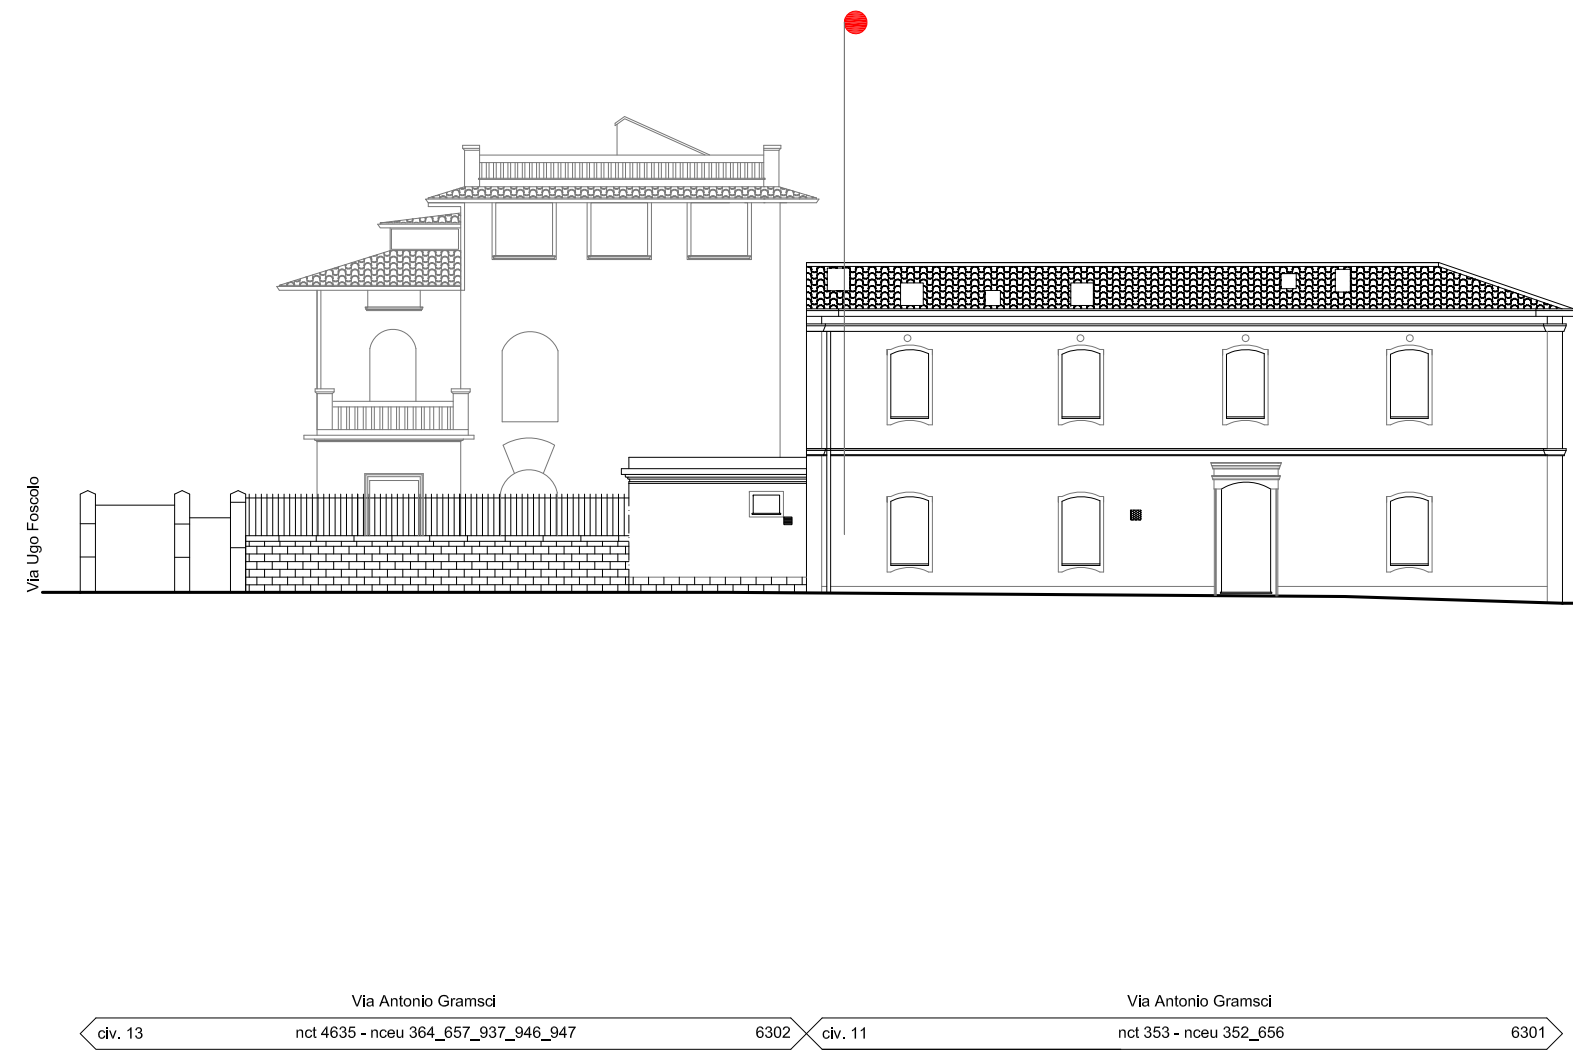 Via Ugo Foscolo
Via Antonio Gramsci
civ. 13 nct 4635 - nceu 364_657_937_946_947 6302
Via Antonio Gramsci
civ. 11 nct 353 - nceu 352_656 6301